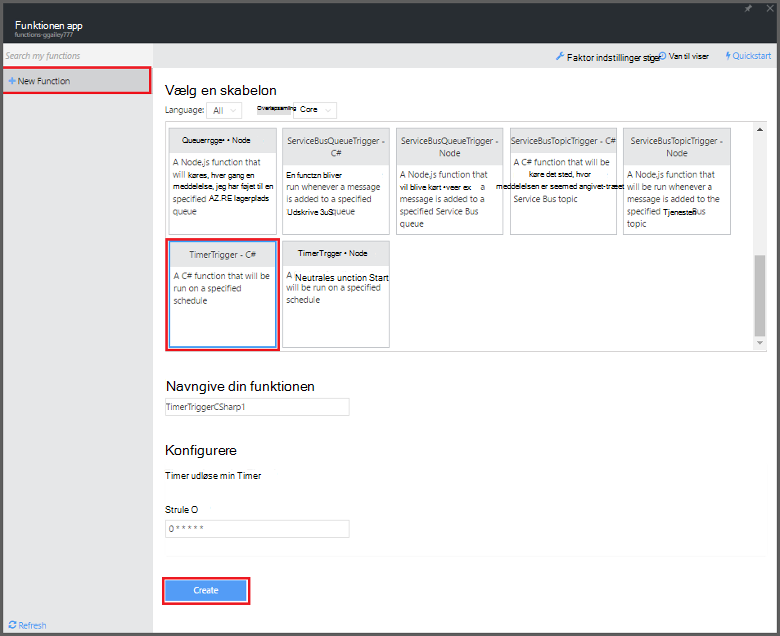 Funktionen app
functions-ggailey777
Search my functions
Faktor indstillinger stiger Van til viser Quickstart
New Function
Vælg en skabelon
Language: All Core
Queuerrgge • Node
A Node.js function that
will køres, hver gang en
meddelelse, jeg har føjet til en
specified AZ.RE lagerplads
queue
ServiceBusQueueTrigger -
C#
En functzn bliver
run whenever a message
is added to a specified
Udskrive 3uS queue
ServiceBusQueueTrigger -
Node
A Node.js function that
vil blive kørt •veer ex a
message is added to a
specified Service Bus
queue
ServiceBusTopicTrigger - C#
A C# function that will be
køre det sted, hvor
meddelelsen er seemed angivet-træet
Service Bus topic
ServiceBusTopicTrigger -
Node
A Node.js function that
will be run whenever a
message is added to the
specified Tjenester Bus
topic
TimerTrigger - C#
A C# function that will be
run on a specified
schedule
TimerTrgger • Node
A Neutrales unction Start
will be run on a specified
schedule
Navngive din funktionen
TimerTriggerCSharp1
Konfigurere
Timer udløse min Timer
Strule O
0 * * * * *
Create
Refresh